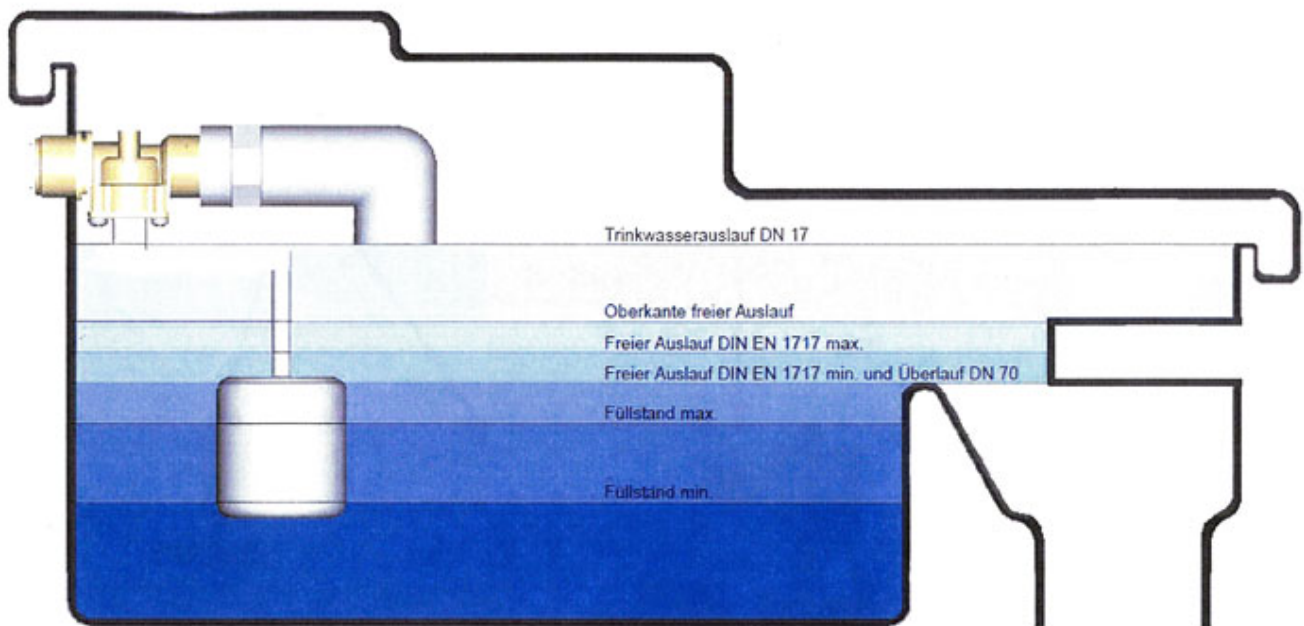 Trinkwasserauslauf DN 17
Oberkante freier Auslauf
Freier Auslauf DIN EN 1717 max.
Freier Auslauf DIN EN 1717 min. und Überlauf DN 70
Füllstand max.
Füllstand min.